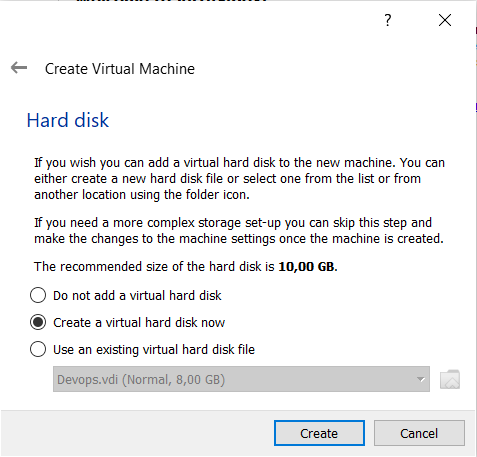 ?
Create Virtual Machine
Hard disk
If you wish you can add a virtual hard disk to the new machine. You can
either create a new hard disk file or select one from the list or from
another location using the folder icon.
If you need a more complex storage set-up you can skip this step and
make the changes to the machine settings once the machine is created.
The recommended size of the hard disk is 10,00 GB.
Do not add a virtual hard disk
Create a virtual hard disk now
Use an existing virtual hard disk file
Devops.vdi (Normal, 8,00 GB)
Create
Cancel